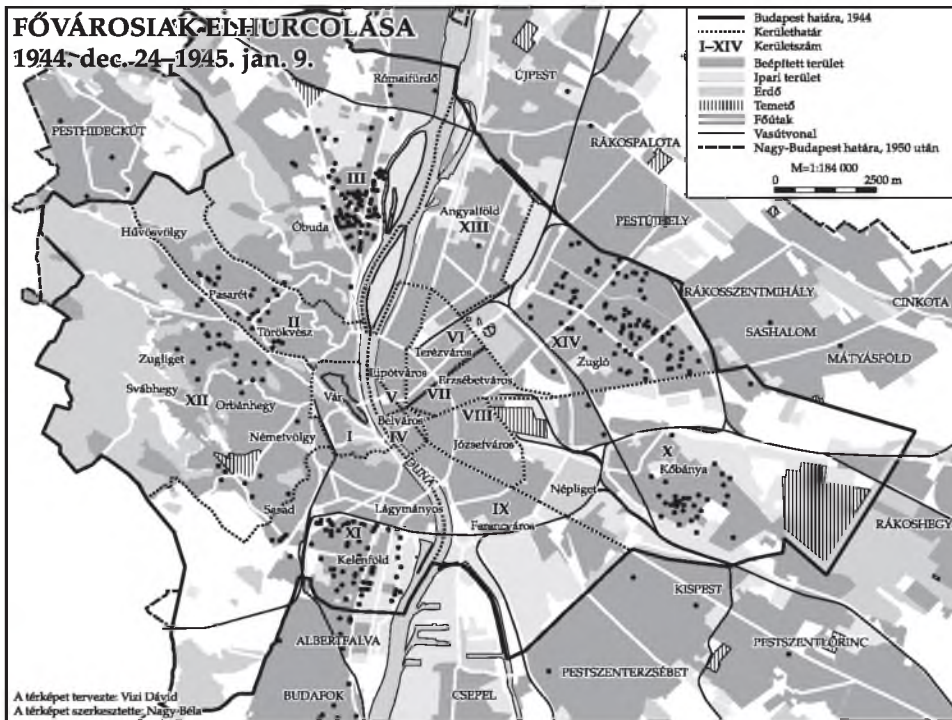 FŐVÁROSIAK ELHURCOLÁSA
1944. dec. 24–1945. jan. 9.
Budapest határa, 1944
Kerülethatár
I–XIV Kerületszám
Beépített terület
Ipari terület
Erdő
Temető
Főútak
Vasútvonal
Nagy-Budapest határa, 1950 után
M=1:184 000
0 2500 m
Rómaifürdő
ÚJPEST
PESTHIDEGKÚT
RÁKOSPALOTA
III
Angyalföld
XIII
PESTÚJHELY
Óbuda
Hűvösvölgy
Pasarét
RÁKOSSZENTMIHÁLY
CINKOTA
II
Törökvész
SASHALOM
VI
XIV
Terézváros
Zugló
MÁTYÁSFÖLD
Zugliget
Lipótváros
Erzsébetváros
Svábhegy
XII
Orbánhegy
Vár
V
VII
VIII
Belváros
Németvölgy
I
IV
Józsefváros
X
Kőbánya
DUNA
Népliget
Sasad
Lágymányos
IX
Ferencváros
RÁKOSHEGY
XI
Kelenföld
KISPEST
ALBERTFALVA
PESTSZENTLŐRINC
PESTSZENTERZSÉBET
BUDAFOK
CSEPEL
A térképet tervezte: Vizi Dávid
A térképet szerkesztette: Nagy Béla